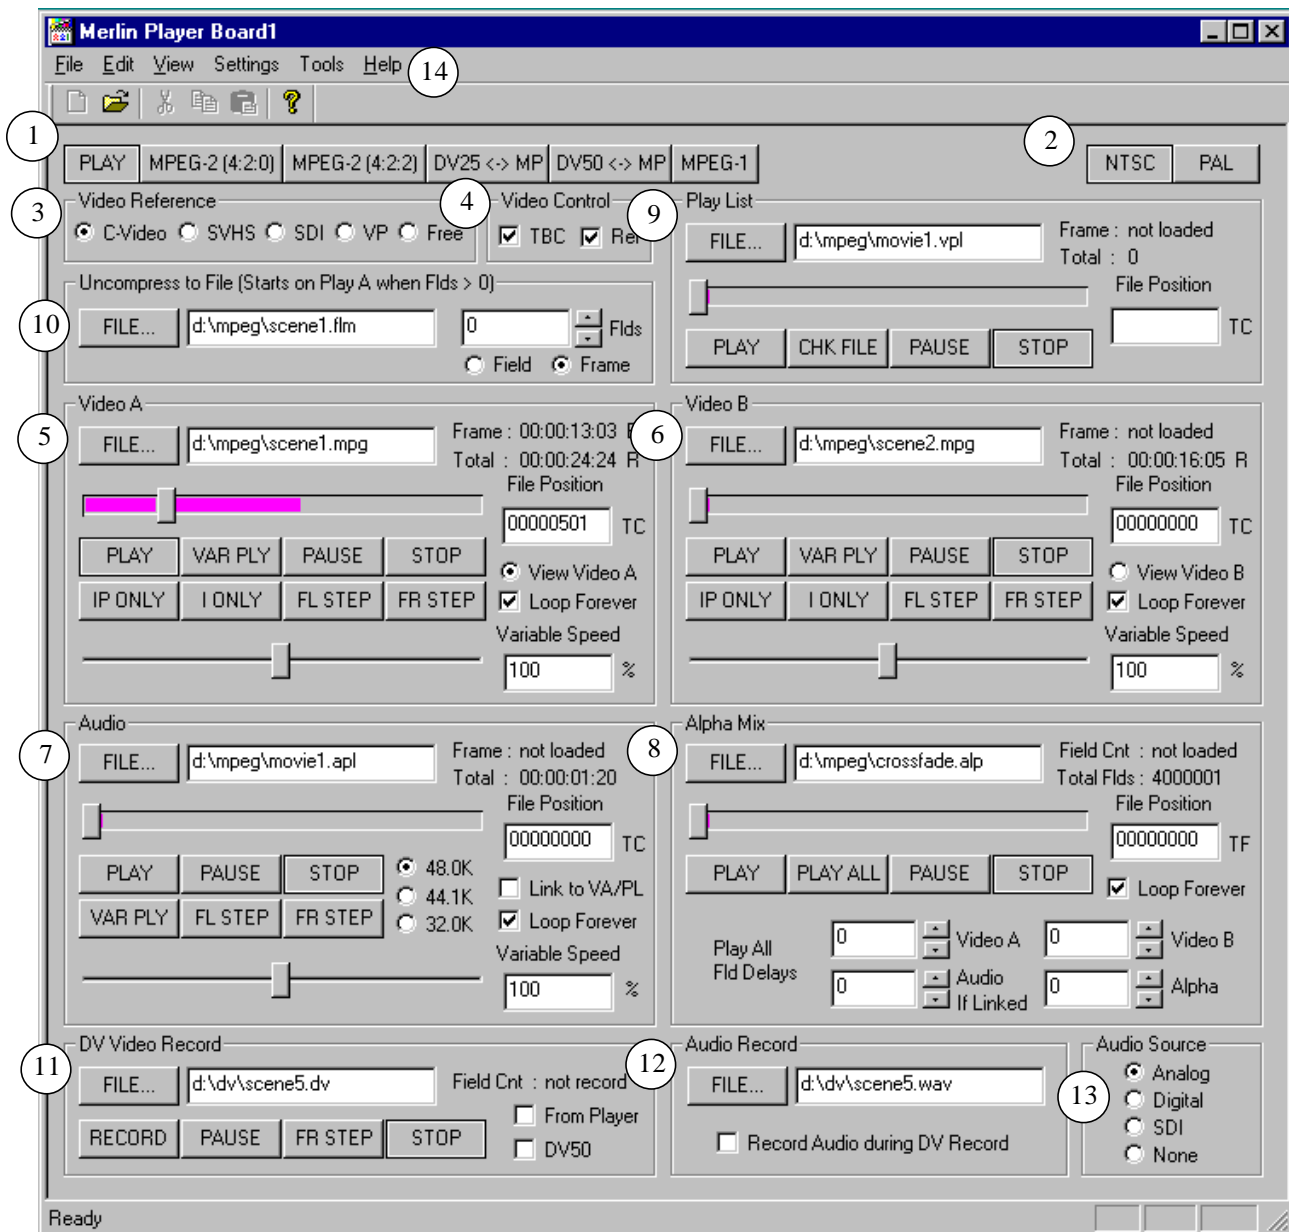 Merlin Player Board1
File Edit View Settings Tools Help
14
1
2
PLAY MPEG-2 (4:2:0) MPEG-2 (4:2:2) DV25 <-> MP DV50 <-> MP MPEG-1
NTSC PAL
3
Video Reference
C-Video SVHS SDI VP Free
4
Video Control
TBC Ref
9
Play List
FILE... d:\mpeg\movie1.vpl
Frame : not loaded
Total : 0
File Position
TC
PLAY CHK FILE PAUSE STOP
10
Uncompress to File (Starts on Play A when Flds > 0)
FILE... d:\mpeg\scene1.flm 0 Flds
Field Frame
5
Video A
FILE... d:\mpeg\scene1.mpg
Frame : 00:00:13:03
Total : 00:00:24:24 R
File Position
00000501 TC
PLAY VAR PLY PAUSE STOP
View Video A
IP ONLY I ONLY FL STEP FR STEP
Loop Forever
Variable Speed
100 %
6
Video B
FILE... d:\mpeg\scene2.mpg
Frame : not loaded
Total : 00:00:16:05 R
File Position
00000000 TC
PLAY VAR PLY PAUSE STOP
View Video B
IP ONLY I ONLY FL STEP FR STEP
Loop Forever
Variable Speed
100 %
7
Audio
FILE... d:\mpeg\movie1.apl
Frame : not loaded
Total : 00:00:01:20
File Position
00000000 TC
PLAY PAUSE STOP
48.0K
44.1K
32.0K
Link to VA/PL
VAR PLY FL STEP FR STEP
Loop Forever
Variable Speed
100 %
8
Alpha Mix
FILE... d:\mpeg\crossfade.alp
Field Cnt : not loaded
Total Flds : 4000001
File Position
00000000 TF
PLAY PLAY ALL PAUSE STOP
Loop Forever
Play All
Fld Delays
0 Video A 0 Video B
0 Audio
If Linked
0 Alpha
11
DV Video Record
FILE... d:\dv\scene5.dv
Field Cnt : not record
From Player
RECORD PAUSE FR STEP STOP
DV50
12
Audio Record
FILE... d:\dv\scene5.wav
Record Audio during DV Record
13
Audio Source
Analog
Digital
SDI
None
Ready